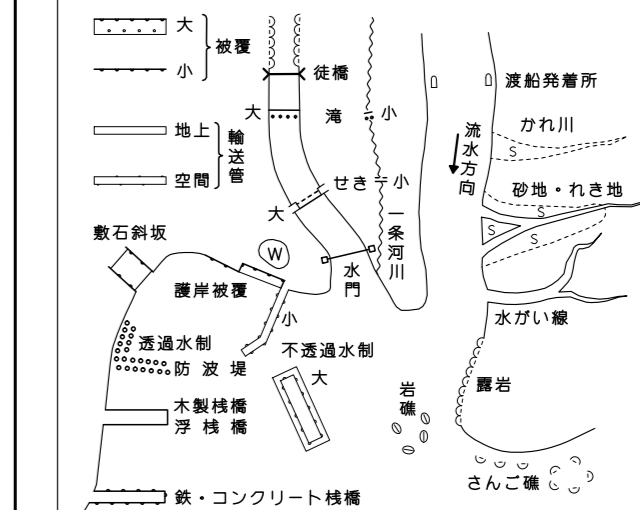 大
被覆
小
地上
輸送管
空間
徒橋
大
滝
小
せき
小
大
一条河川
水門
渡船発着所
流水方向
かれ川
S
砂地・れき地
S
S
S
水がい線
敷石斜坂
W
護岸被覆
小
透過水制
不透過水制
防波堤
大
木製桟橋
浮桟橋
岩礁
露岩
さんご礁
鉄・コンクリート桟橋